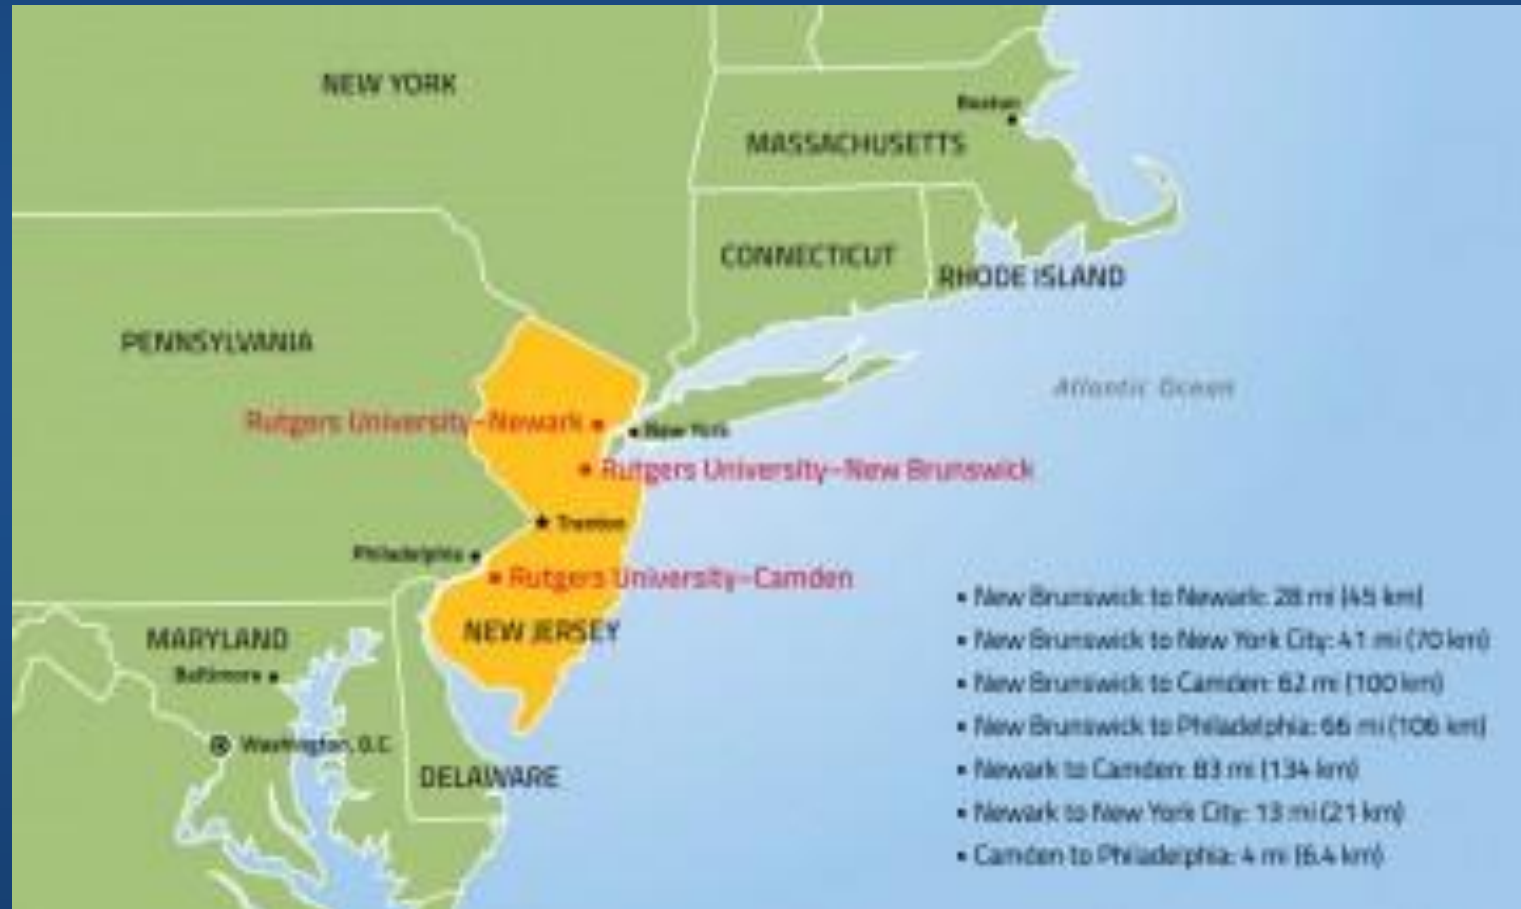 NEW YORK
Boston
MASSACHUSETTS
CONNECTICUT
RHODE ISLAND
PENNSYLVANIA
Atlantic Ocean
Rutgers University–Newark
New York
Rutgers University–New Brunswick
Trenton
Philadelphia
Rutgers University–Camden
NEW JERSEY
MARYLAND
Baltimore
Washington, D.C.
DELAWARE
• New Brunswick to Newark: 28 mi (45 km)
• New Brunswick to New York City: 41 mi (70 km)
• New Brunswick to Camden: 62 mi (100 km)
• New Brunswick to Philadelphia: 66 mi (106 km)
• Newark to Camden: 83 mi (134 km)
• Newark to New York City: 13 mi (21 km)
• Camden to Philadelphia: 4 mi (6.4 km)